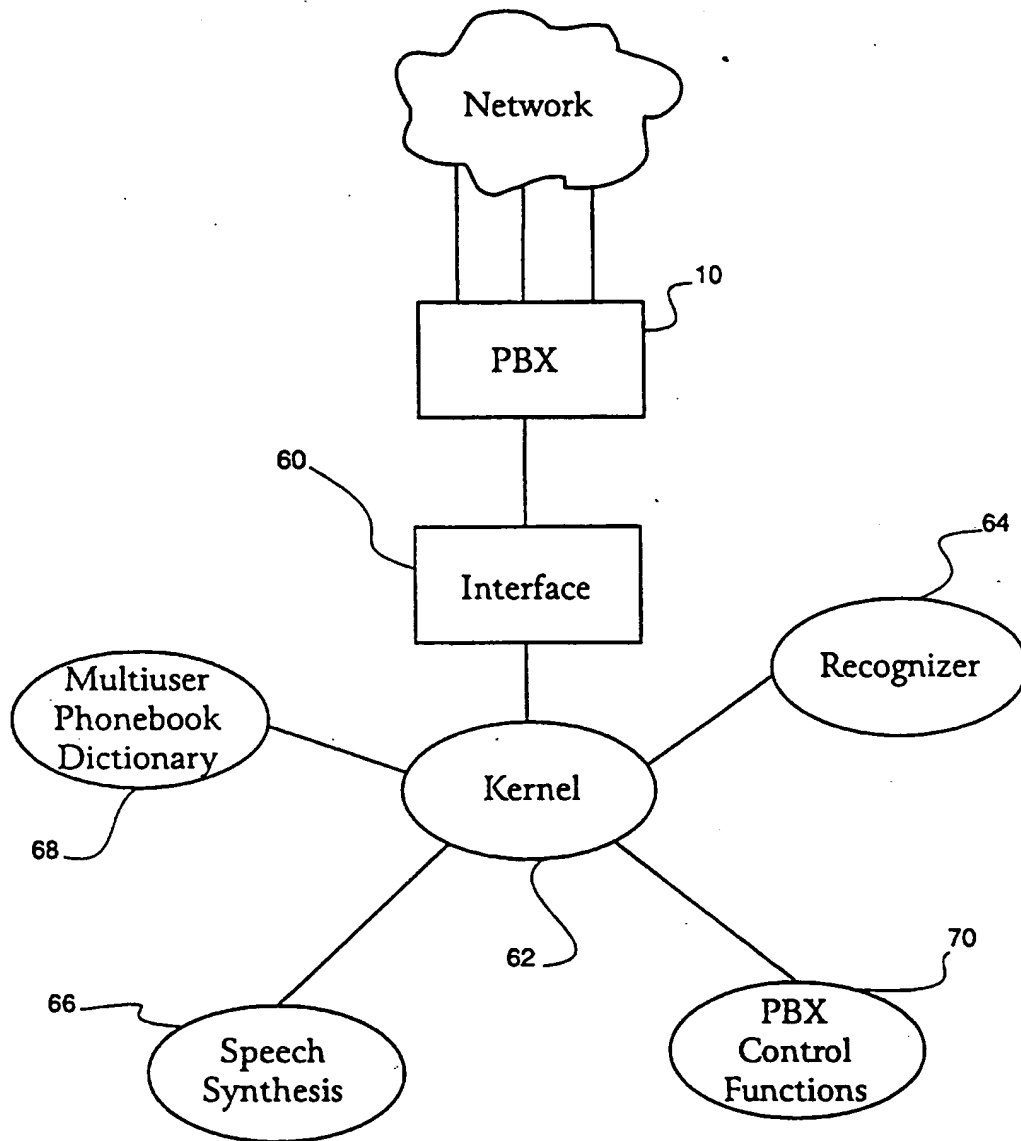 Network
10
PBX
60
Interface
64
Recognizer
Multiuser
Phonebook
Dictionary
Kernel
68
62
70
66
Speech
Synthesis
PBX
Control
Functions